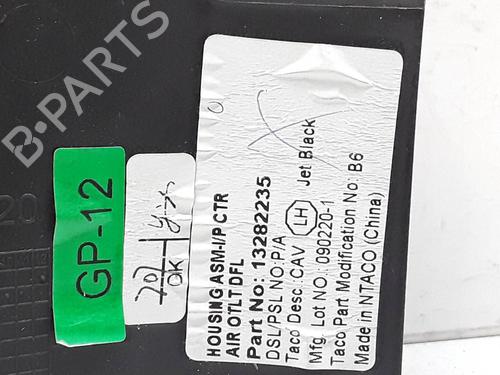 HOUSING ASM-I/P CTR
AIR OTLT DFL
Part No: 13282235
DSL/PSL NO: P/A
Taco Desc.: CAV LH Jet Black
Mfg. Lot NO.: 090220-1
Taco Part Modification No: B6
Made in NTACO (China)
GP-12
OK
20
B-PARTS